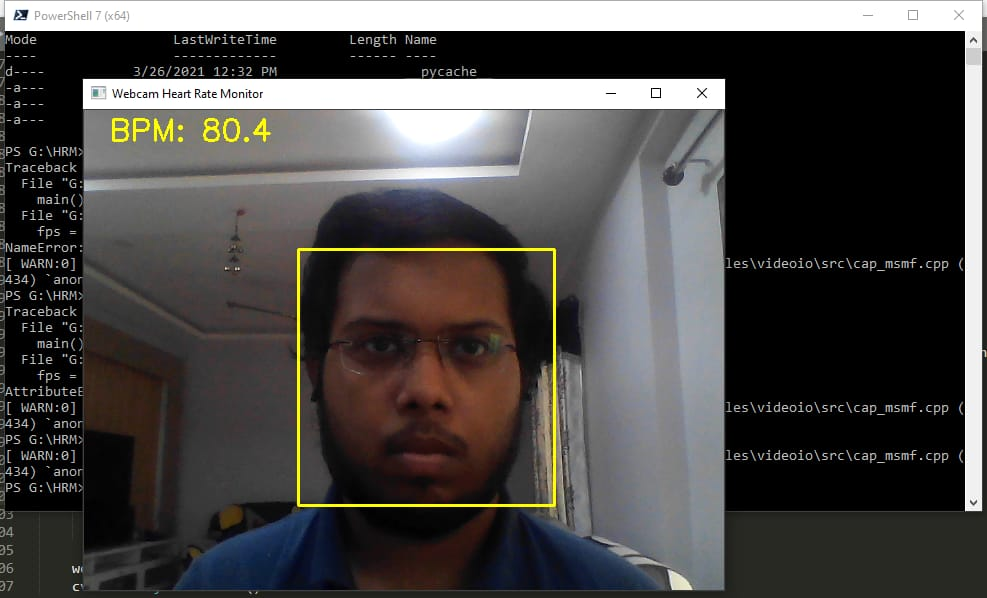 PowerShell 7 (x64)
Mode LastWriteTime Length Name
---- ------------- ------ ----
d---- 3/26/2021 12:32 PM __pycache__
-a---
-a---
-a---
Webcam Heart Rate Monitor
BPM: 80.4
PS G:\HRM>
Traceback
File "G:
main()
File "G:
fps =
NameError:
[ WARN:0] les\videoio\src\cap_msmf.cpp (
434) `anon
PS G:\HRM>
Traceback
File "G:
main()
File "G:
fps =
AttributeE
[ WARN:0] les\videoio\src\cap_msmf.cpp (
434) `anon
PS G:\HRM>
[ WARN:0] les\videoio\src\cap_msmf.cpp (
434) `anon
PS G:\HRM>
03
04
05
06
07